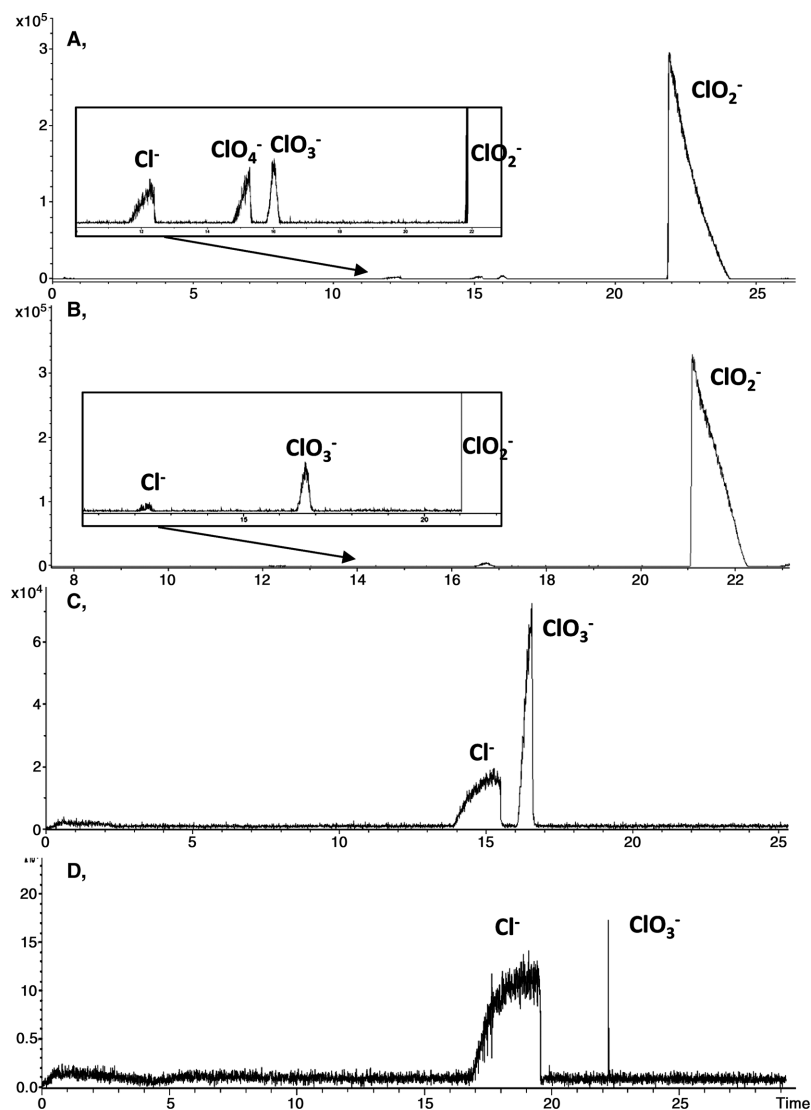 x10⁵
A,
3
2
1
0
ClO₂⁻
Cl⁻ ClO₄⁻ ClO₃⁻ ClO₂⁻
0 5 10 15 20 25
x10⁵
B,
3
2
1
0
ClO₂⁻
Cl⁻ ClO₃⁻ ClO₂⁻
15 20
8 10 12 14 16 18 20 22
x10⁴
C,
6
4
2
0
Cl⁻ ClO₃⁻
0 5 10 15 20 25
D,
20
15
0.5
0.0
Cl⁻ ClO₃⁻
0 5 10 15 20 25 Time